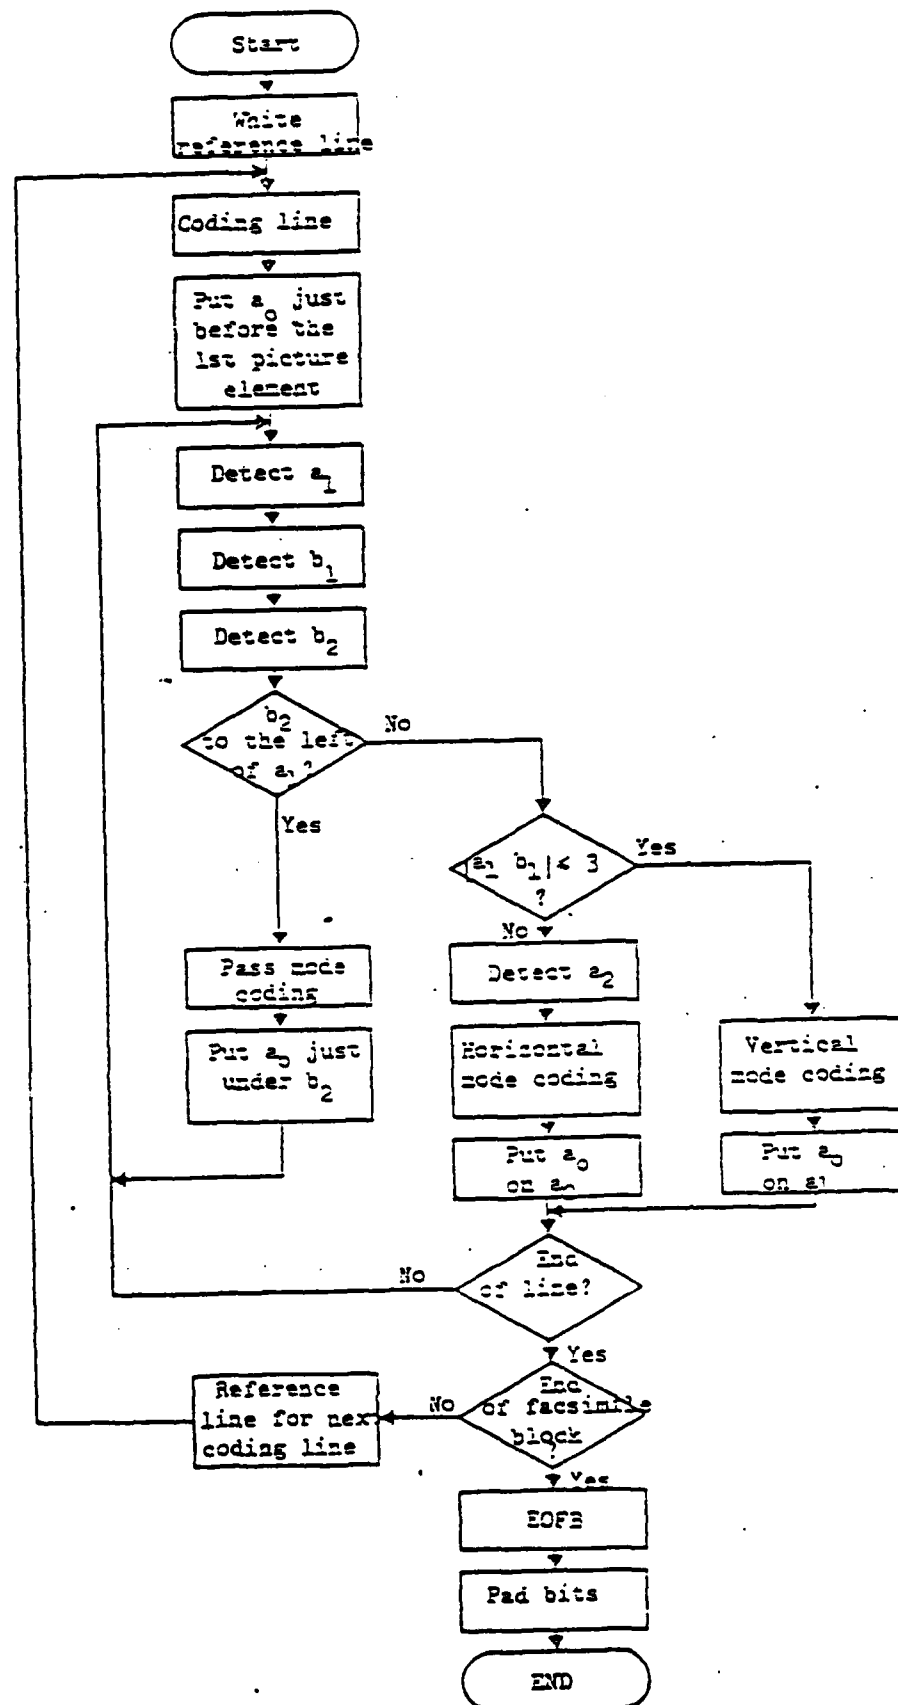 Start
White
reference line
Coding line
Put a0 just
before the
1st picture
element
Detect a1
Detect b1
Detect b2
b2
to the left
of a1?
No
Yes
|a1 b1|< 3
?
Yes
No
Pass mode
coding
Detect a2
Put a0 just
under b2
Horizontal
mode coding
Vertical
mode coding
Put a0
on
Put a0
on a1
End
of line?
No
Yes
End
of facsimile
block
?
No
Reference
line for nex
coding line
Yes
EOFB
Pad bits
END